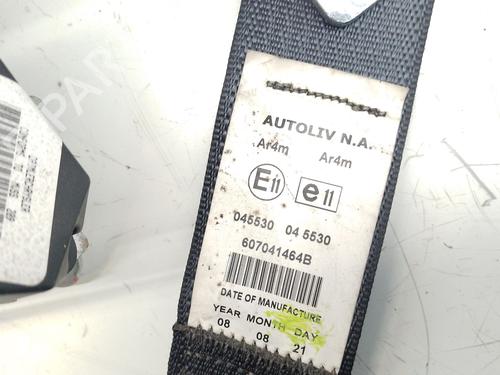 AUTOLIV N.A.
Ar4m Ar4m
E11 e11
045530 04 5530
607041464B
DATE OF MANUFACTURE
YEAR MONTH DAY
08 08 21